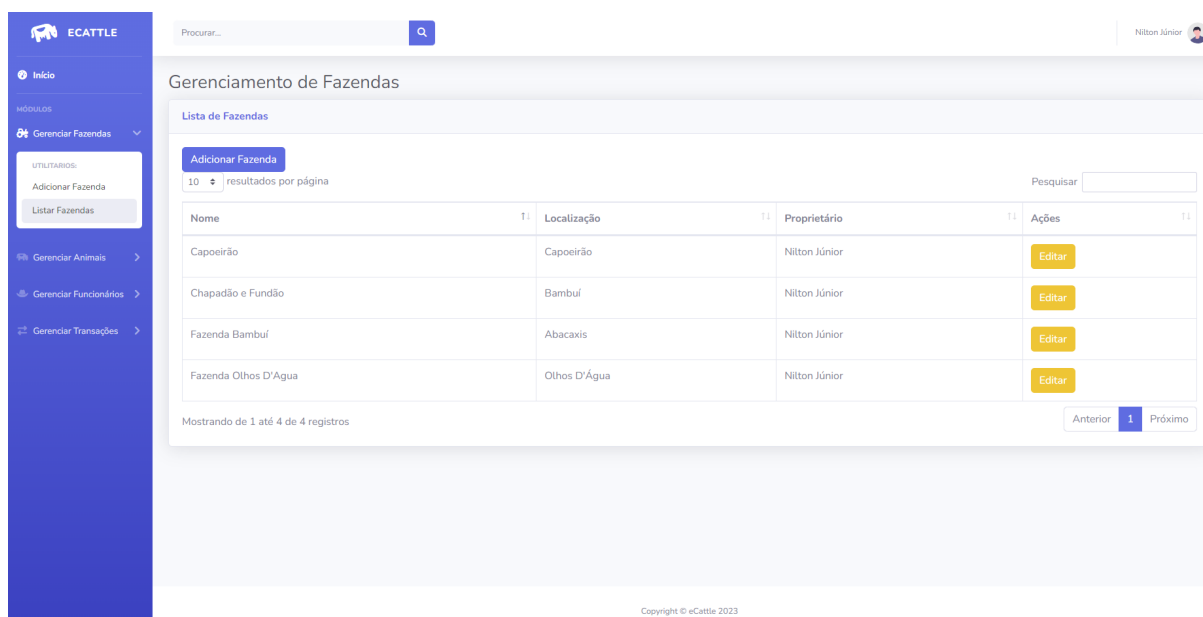 ECATTLE
Procurar...
Nilton Júnior
Início
Gerenciamento de Fazendas
MÓDULOS
Gerenciar Fazendas
UTILITARIOS:
Adicionar Fazenda
Listar Fazendas
Gerenciar Animais
Gerenciar Funcionários
Gerenciar Transações
Lista de Fazendas
Adicionar Fazenda
10 resultados por página
Pesquisar
Nome Localização Proprietário Ações
Capoeirão Capoeirão Nilton Júnior Editar
Chapadão e Fundão Bambuí Nilton Júnior Editar
Fazenda Bambuí Abacaxis Nilton Júnior Editar
Fazenda Olhos D'Agua Olhos D'Água Nilton Júnior Editar
Mostrando de 1 até 4 de 4 registros
Anterior 1 Próximo
Copyright © eCattle 2023